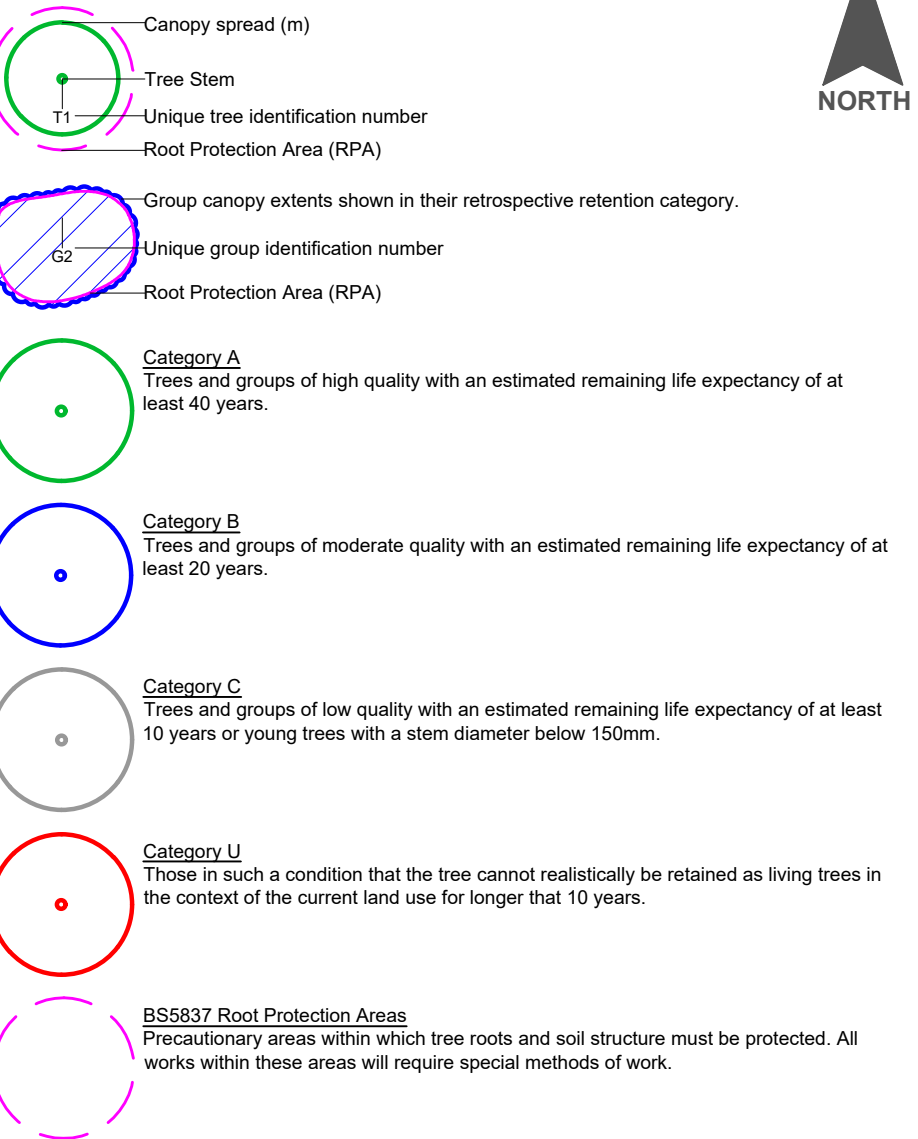 Canopy spread (m)
NORTH
Tree Stem
T1
Unique tree identification number
Root Protection Area (RPA)
Group canopy extents shown in their retrospective retention category.
G2
Unique group identification number
Root Protection Area (RPA)
Category A
Trees and groups of high quality with an estimated remaining life expectancy of at
least 40 years.
Category B
Trees and groups of moderate quality with an estimated remaining life expectancy of at
least 20 years.
Category C
Trees and groups of low quality with an estimated remaining life expectancy of at least
10 years or young trees with a stem diameter below 150mm.
Category U
Those in such a condition that the tree cannot realistically be retained as living trees in
the context of the current land use for longer that 10 years.
BS5837 Root Protection Areas
Precautionary areas within which tree roots and soil structure must be protected. All
works within these areas will require special methods of work.